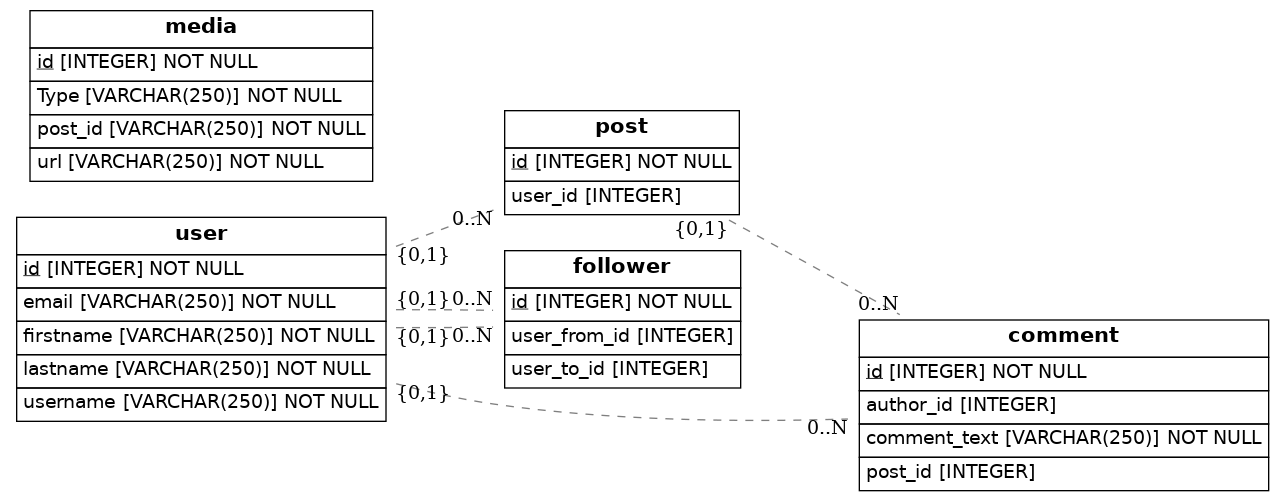 media
id [INTEGER] NOT NULL
Type [VARCHAR(250)] NOT NULL
post_id [VARCHAR(250)] NOT NULL
url [VARCHAR(250)] NOT NULL
post
id [INTEGER] NOT NULL
user_id [INTEGER]
user
id [INTEGER] NOT NULL
email [VARCHAR(250)] NOT NULL
firstname [VARCHAR(250)] NOT NULL
lastname [VARCHAR(250)] NOT NULL
username [VARCHAR(250)] NOT NULL
0..N
{0,1}
{0,1}
0..N
{0,1}
0..N
{0,1}
0..N
follower
id [INTEGER] NOT NULL
user_from_id [INTEGER]
user_to_id [INTEGER]
{0,1}
0..N
comment
id [INTEGER] NOT NULL
author_id [INTEGER]
comment_text [VARCHAR(250)] NOT NULL
post_id [INTEGER]